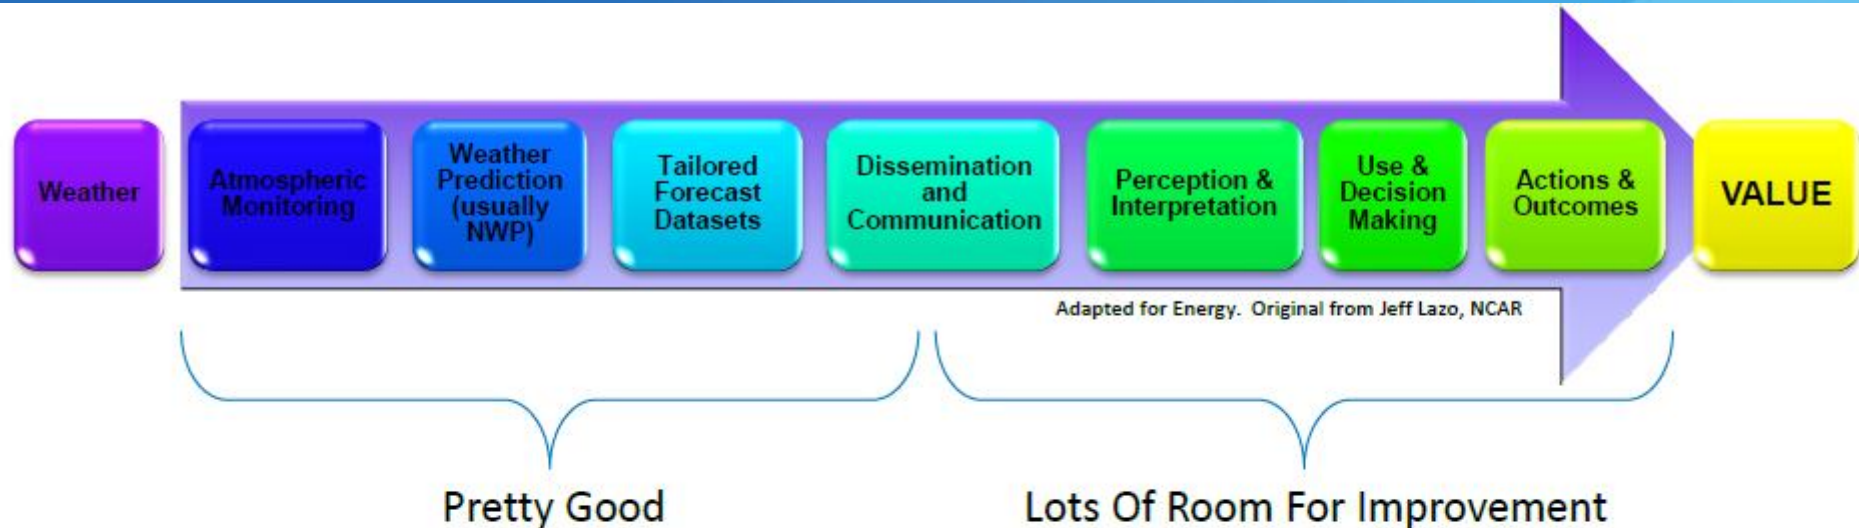 Weather
Atmospheric
Monitoring
Weather
Prediction
(usually
NWP)
Tailored
Forecast
Datasets
Dissemination
and
Communication
Perception &
Interpretation
Use &
Decision
Making
Actions &
Outcomes
VALUE
Adapted for Energy. Original from Jeff Lazo, NCAR
Pretty Good
Lots Of Room For Improvement